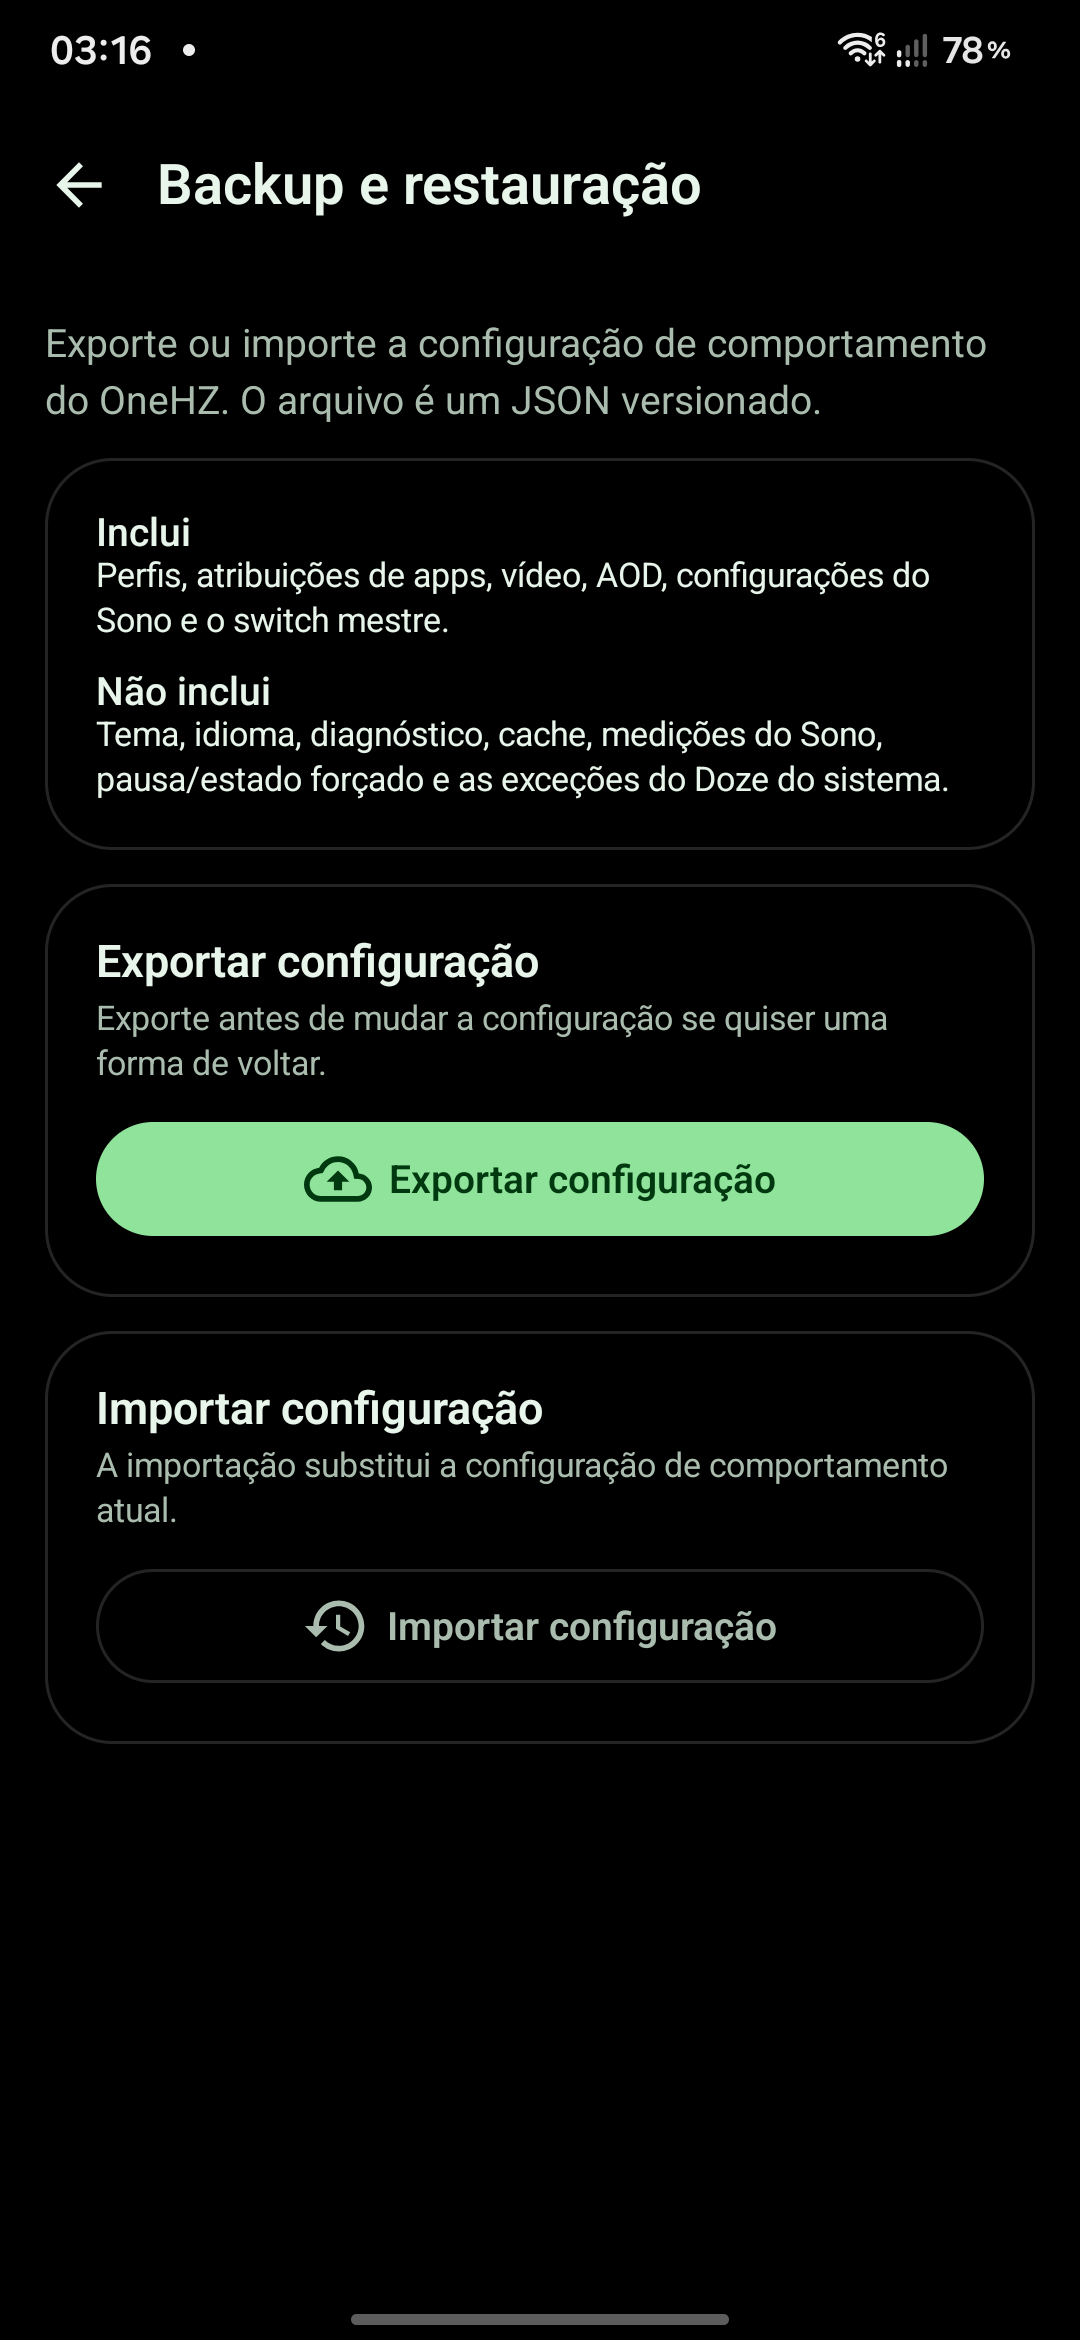 03:16
6 78%
Backup e restauração
Exporte ou importe a configuração de comportamento
do OneHZ. O arquivo é um JSON versionado.
Inclui
Perfis, atribuições de apps, vídeo, AOD, configurações do
Sono e o switch mestre.
Não inclui
Tema, idioma, diagnóstico, cache, medições do Sono,
pausa/estado forçado e as exceções do Doze do sistema.
Exportar configuração
Exporte antes de mudar a configuração se quiser uma
forma de voltar.
Exportar configuração
Importar configuração
A importação substitui a configuração de comportamento
atual.
Importar configuração